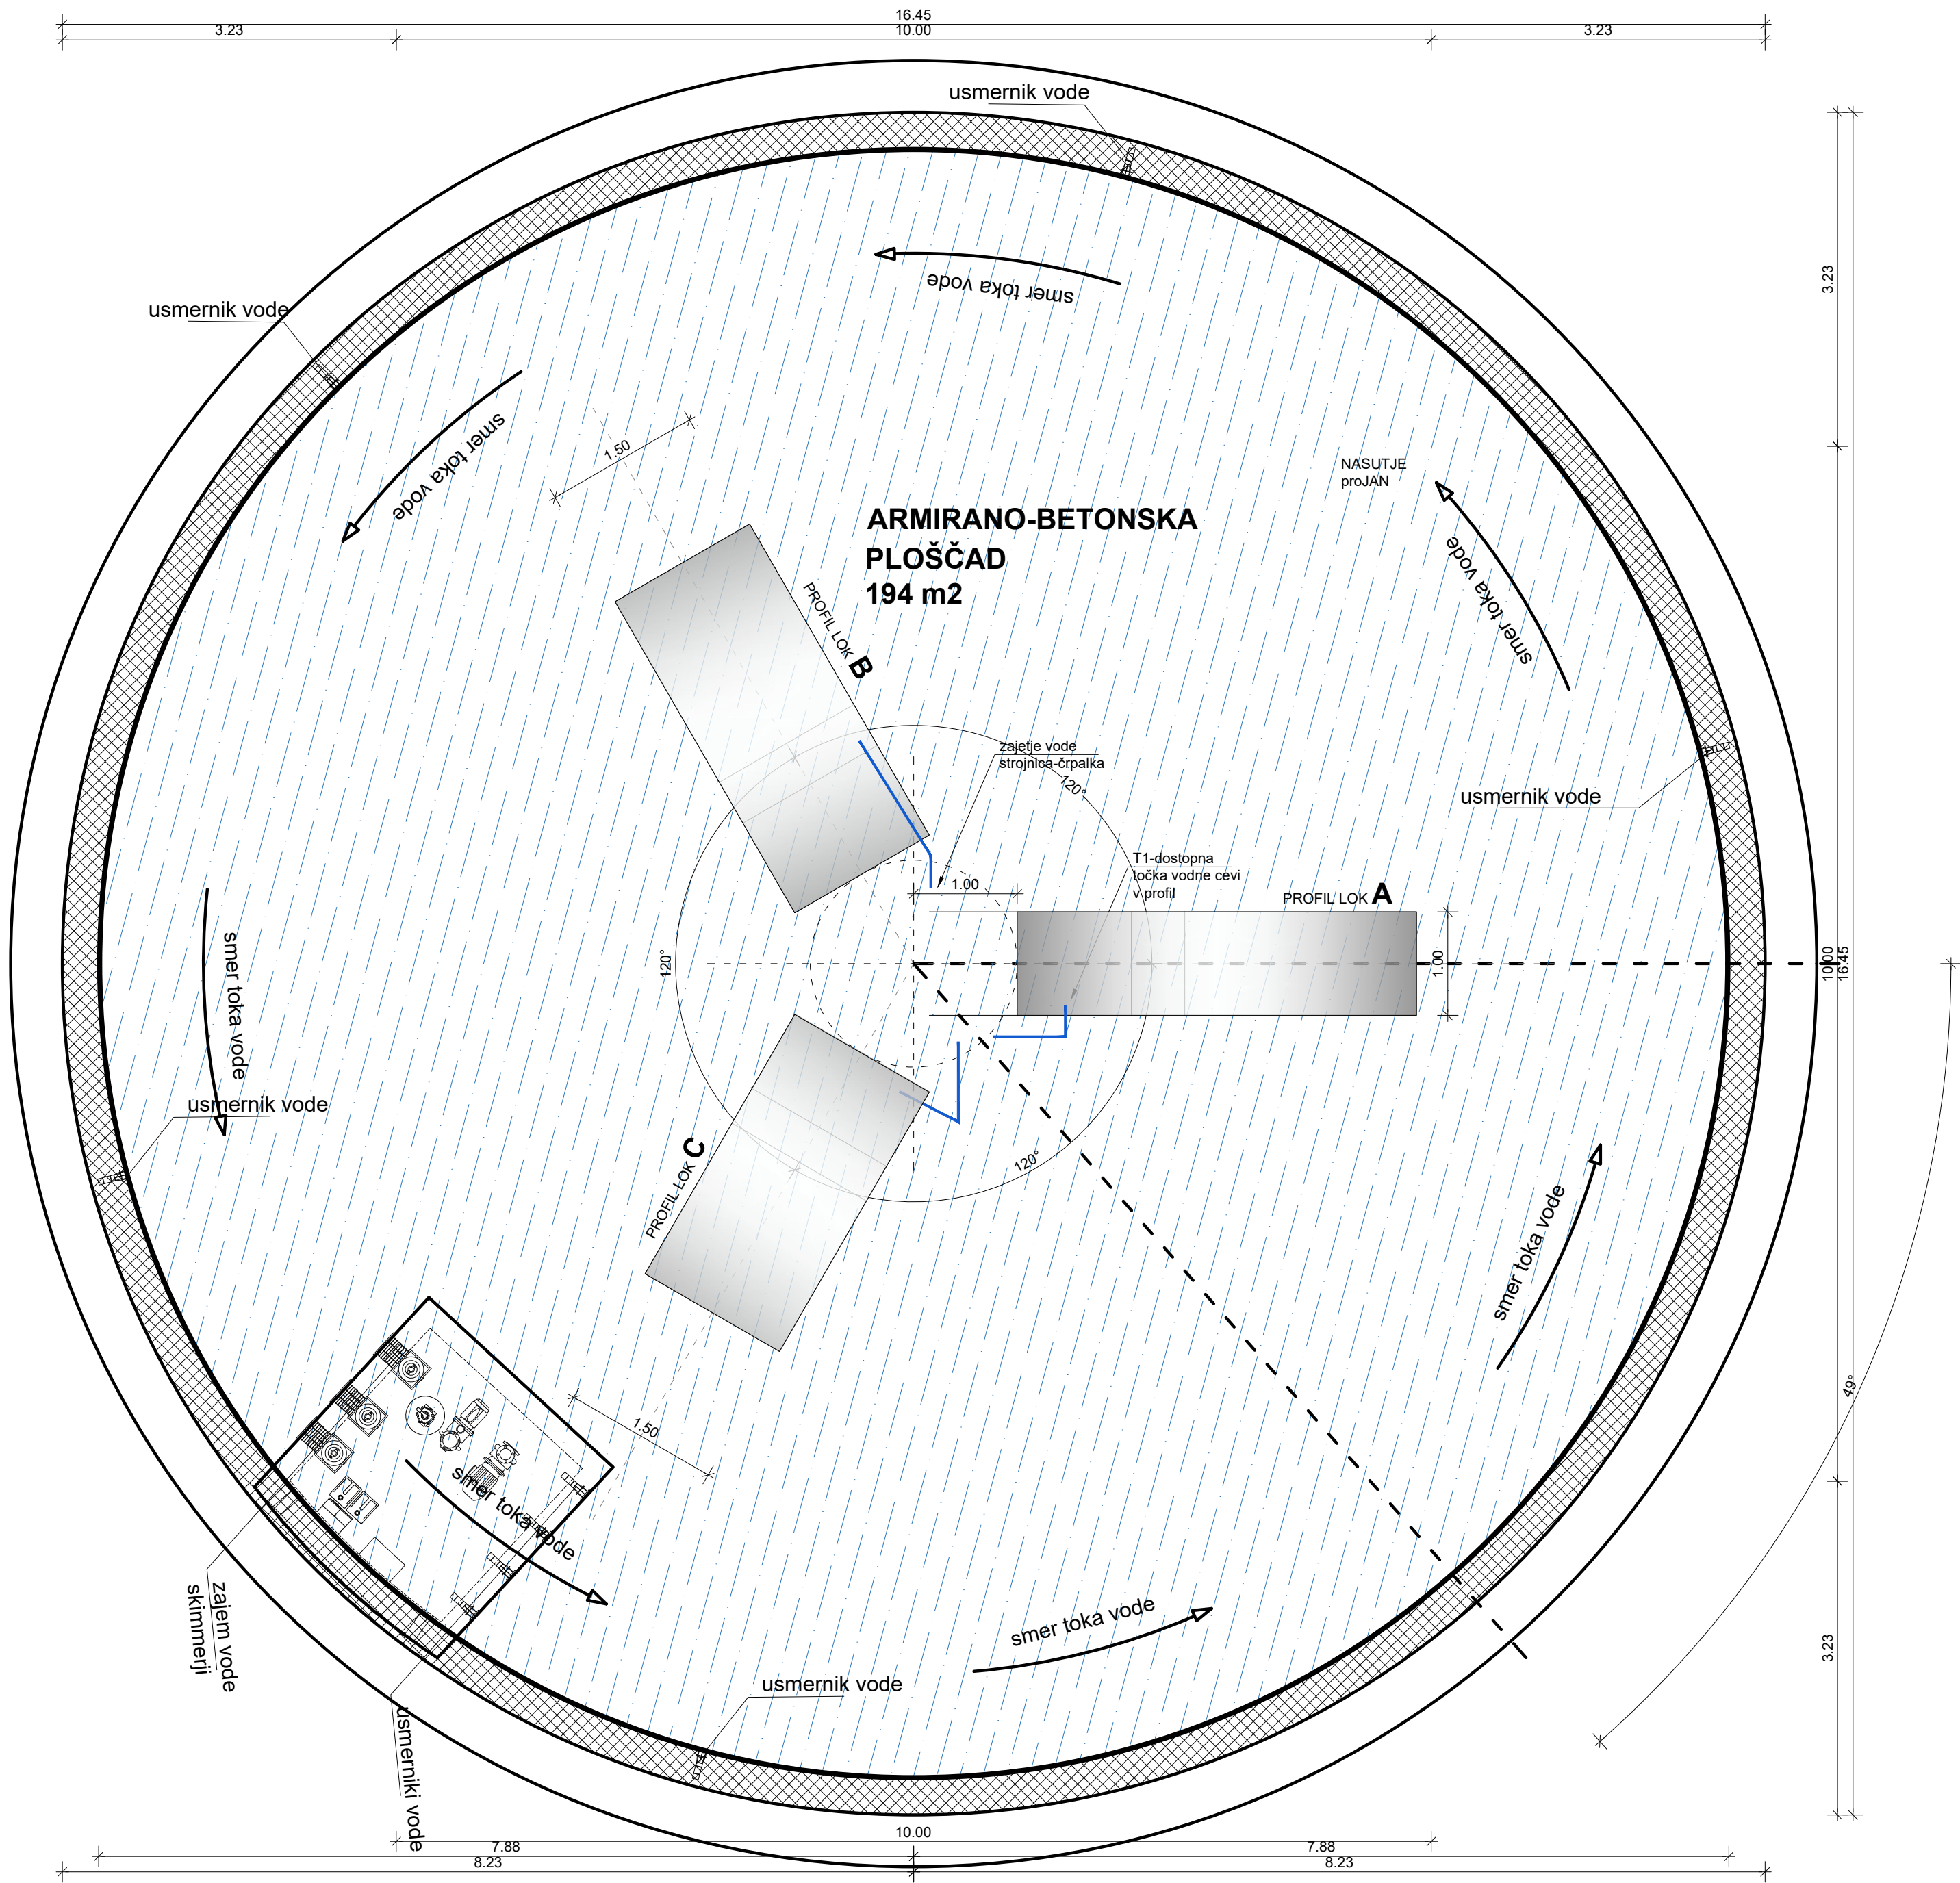 16.45
3.23
10.00
3.23
usmernik vode
smer toka vode
3.23
usmernik vode
smer toka vode
1.50
NASUTJE
proJAN
ARMIRANO-BETONSKA
PLOŠČAD
194 m2
smer toka vode
PROFIL LOK B
zajetje vode
strojnica-črpalka
120°
usmernik vode
T1-dostopna
točka vodne cevi
v profil
1.00
PROFIL LOK A
120°
1.00
10.00
16.45
smer toka vode
usmernik vode
PROFIL LOK C
120°
smer toka vode
49°
1.50
smer toka vode
smer toka vode
zajem vode
skimmerji
usmernik vode
3.23
usmerniki vode
10.00
7.88
7.88
8.23
8.23